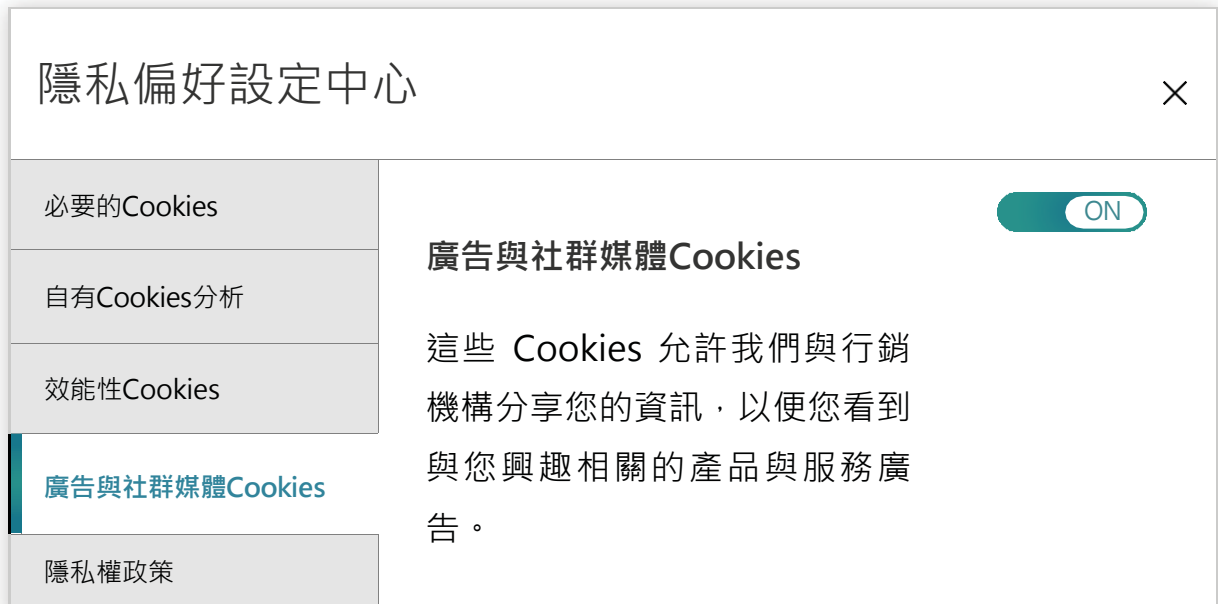 隱私偏好設定中心
必要的Cookies
自有Cookies分析
效能性Cookies
廣告與社群媒體Cookies
隱私權政策
ON
廣告與社群媒體Cookies
這些 Cookies 允許我們與行銷
機構分享您的資訊，以便您看到
與您興趣相關的產品與服務廣
告。